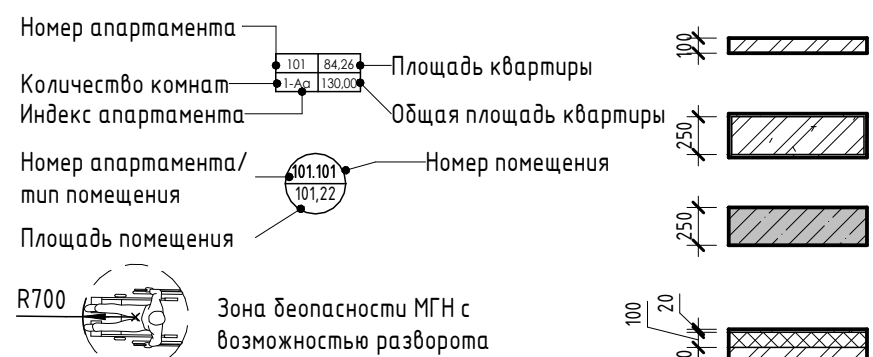 Номер апартамента
101 84,26
Площадь квартиры
Количество комнат
1-Аа 130,00
Индекс апартамента
Общая площадь квартиры
Номер апартамента/
тип помещения
101.101
Номер помещения
101,22
Площадь помещения
R700
Зона беопасности МГН с
возможностью разворота
100
250
250
100
20